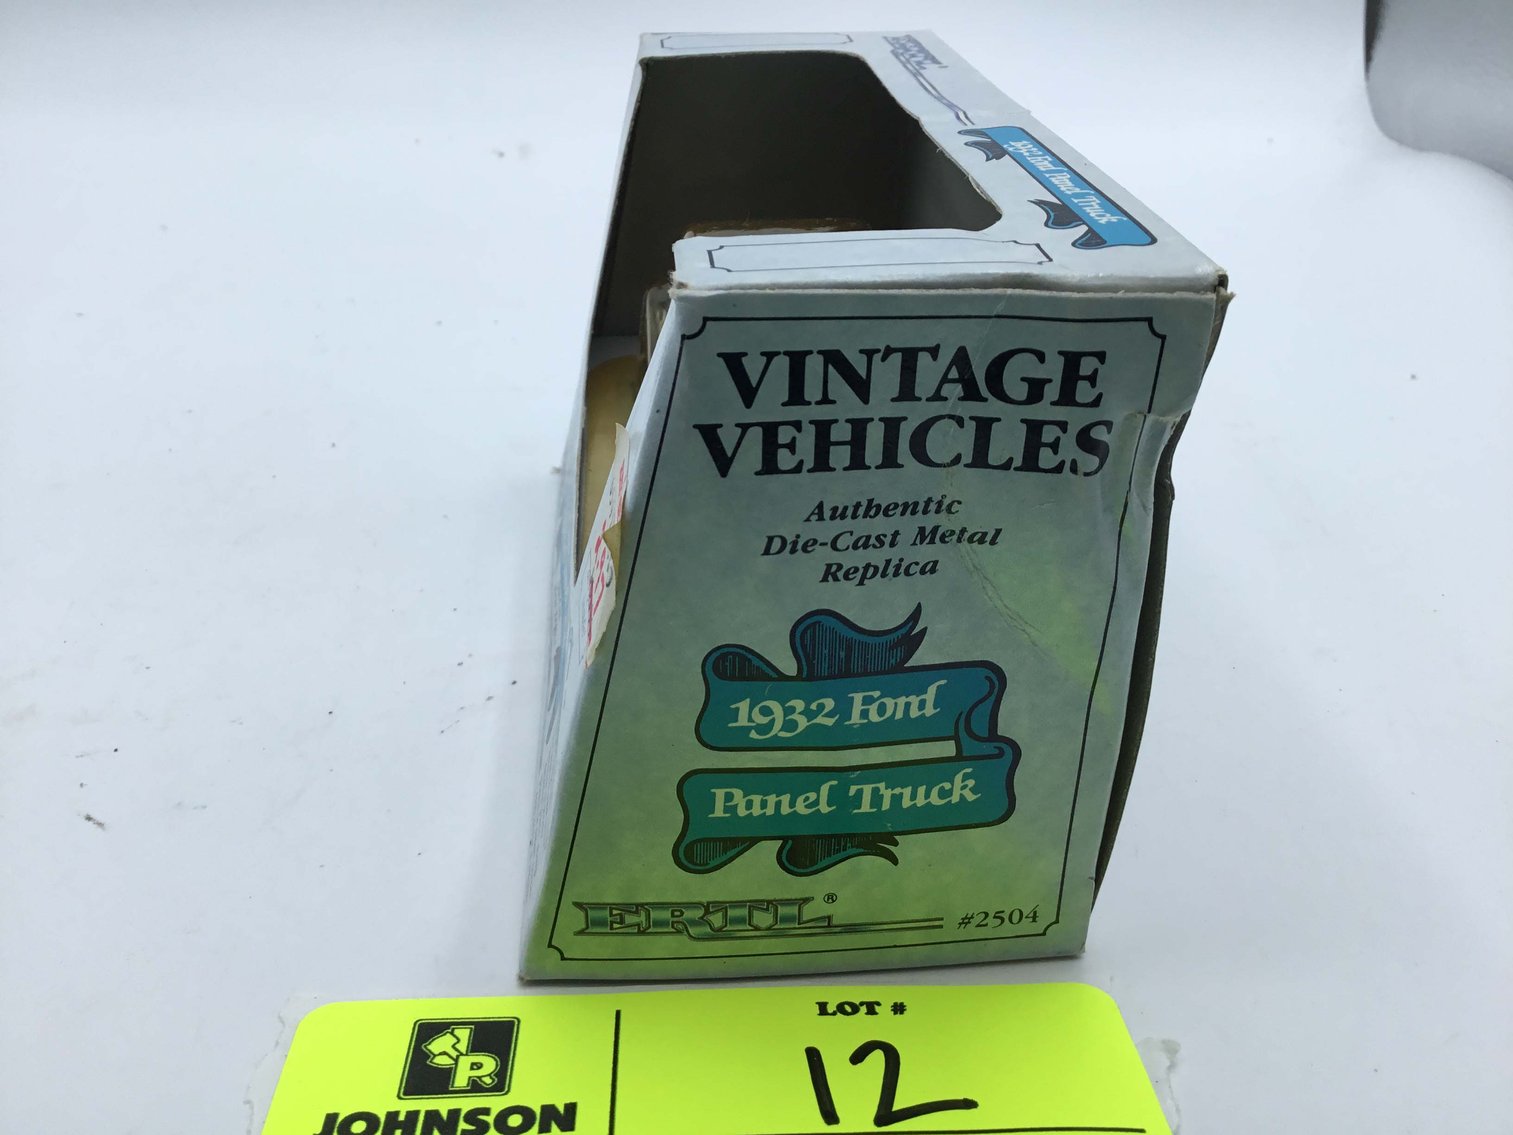 1932 Ford Panel Truck
VINTAGE
VEHICLES
Authentic
Die-Cast Metal
Replica
1932 Ford
Panel Truck
ERTL®
#2504
LOT #
12
JP
JOHNSON